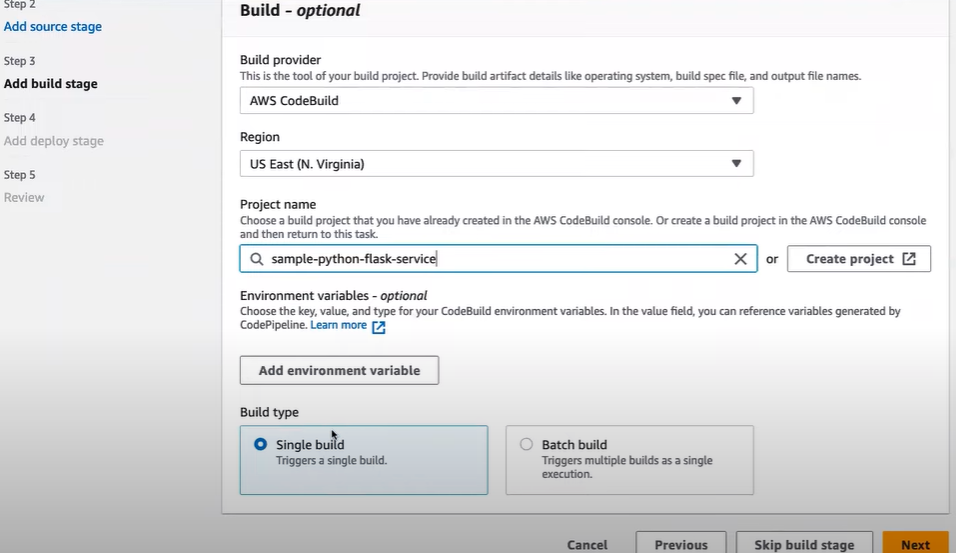 Step 2
Add source stage
Step 3
Add build stage
Step 4
Add deploy stage
Step 5
Review
Build - optional
Build provider
This is the tool of your build project. Provide build artifact details like operating system, build spec file, and output file names.
AWS CodeBuild
Region
US East (N. Virginia)
Project name
Choose a build project that you have already created in the AWS CodeBuild console. Or create a build project in the AWS CodeBuild console
and then return to this task.
sample-python-flask-service
or
Create project
Environment variables - optional
Choose the key, value, and type for your CodeBuild environment variables. In the value field, you can reference variables generated by
CodePipeline. Learn more
Add environment variable
Build type
Single build
Triggers a single build.
Batch build
Triggers multiple builds as a single
execution.
Cancel
Previous
Skip build stage
Next